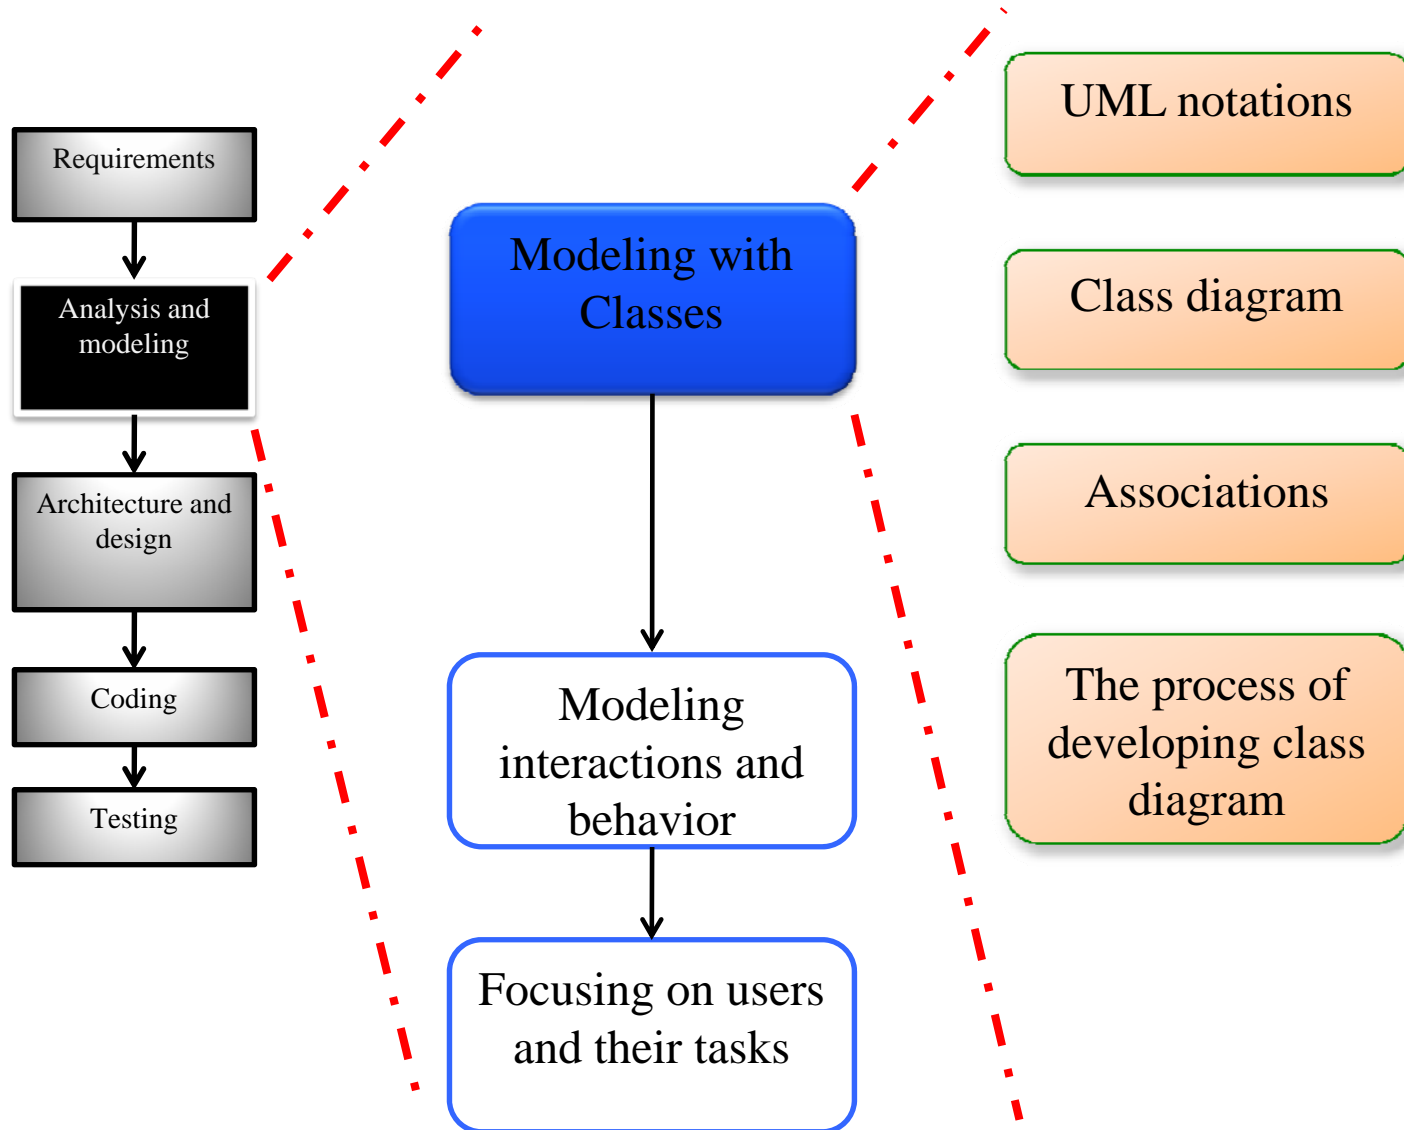 Requirements
Analysis and
modeling
Architecture and
design
Coding
Testing
Modeling with
Classes
Modeling
interactions and
behavior
Focusing on users
and their tasks
UML notations
Class diagram
Associations
The process of
developing class
diagram